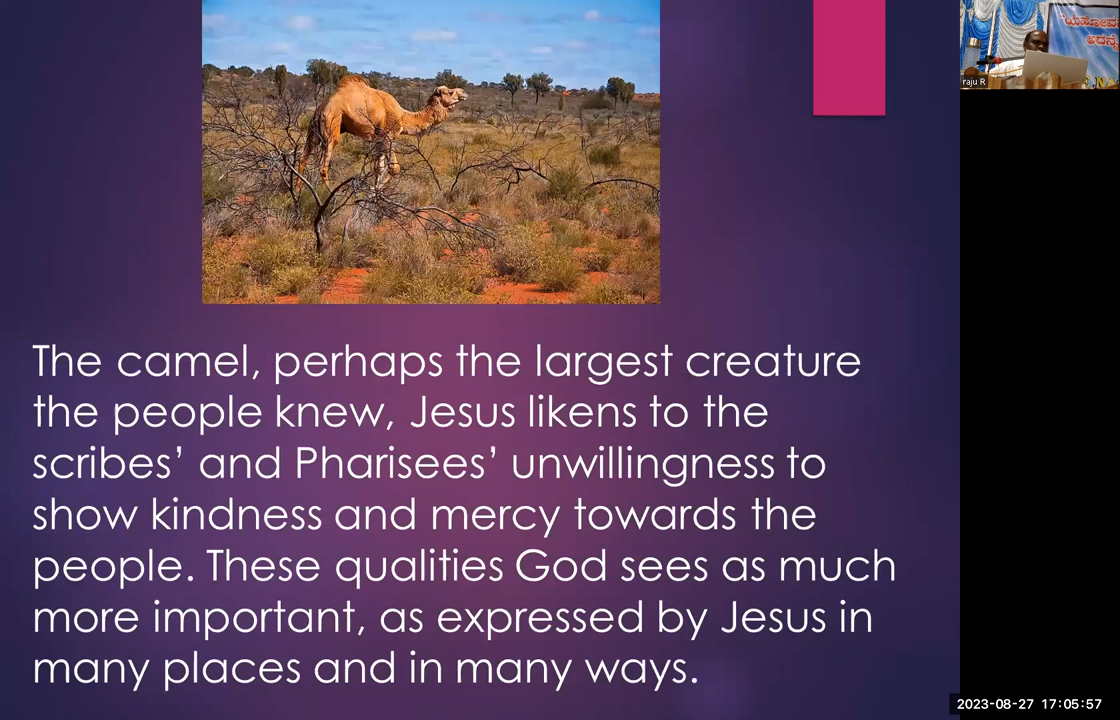 The camel, perhaps the largest creature
the people knew, Jesus likens to the
scribes’ and Pharisees’ unwillingness to
show kindness and mercy towards the
people. These qualities God sees as much
more important, as expressed by Jesus in
many places and in many ways.
raju R
2023-08-27 17:05:57